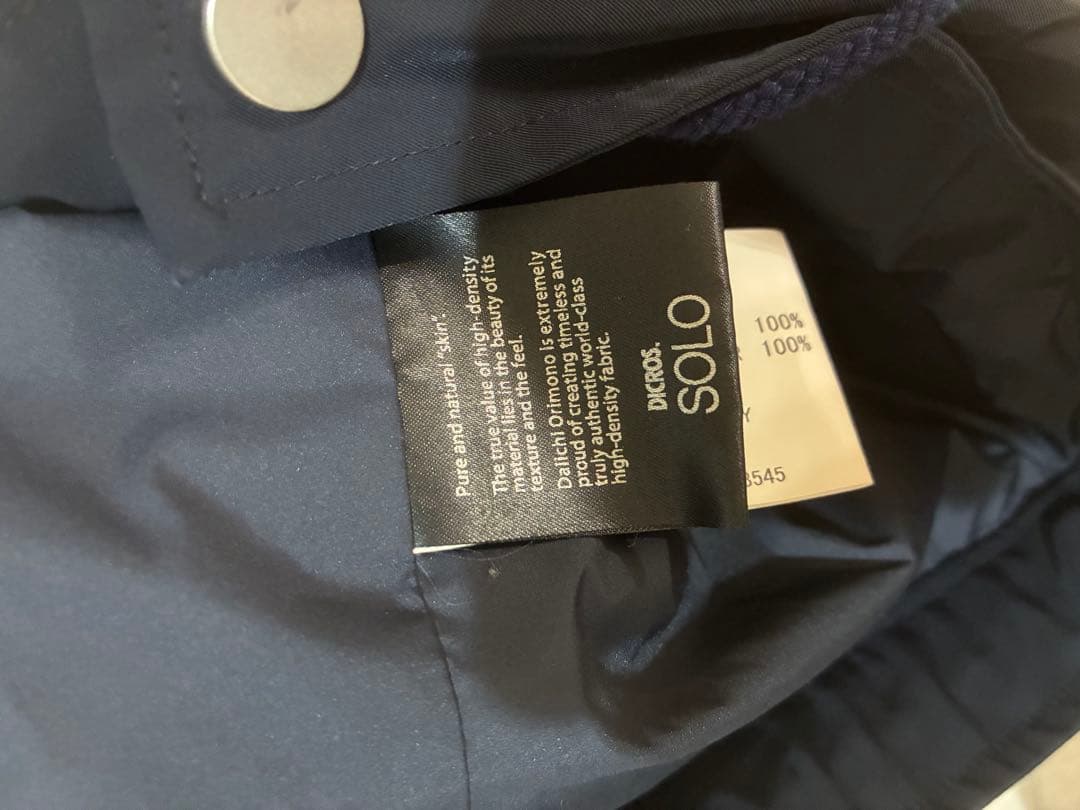 Pure and natural "skin".
The true value of high-density
material lies in the beauty of its
texture and the feel.
Daiichi Orimono is extremely
proud of creating timeless and
truly authentic world-class
high-density fabric.
DICROS.
SOLO
100%
100%
Y
3545